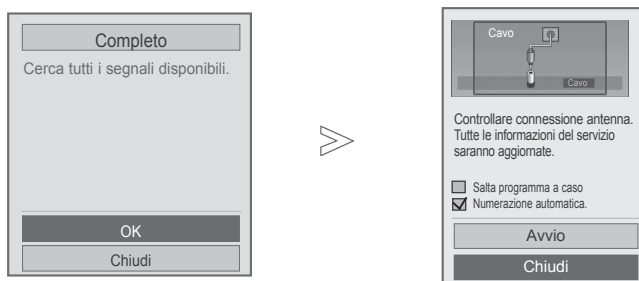 Completo
Cerca tutti i segnali disponibili.
OK
Chiudi
Cavo
Cavo
Controllare connessione antenna.
Tutte le informazioni del servizio
saranno aggiornate.
Salta programma a caso
Numerazione automatica.
Avvio
Chiudi